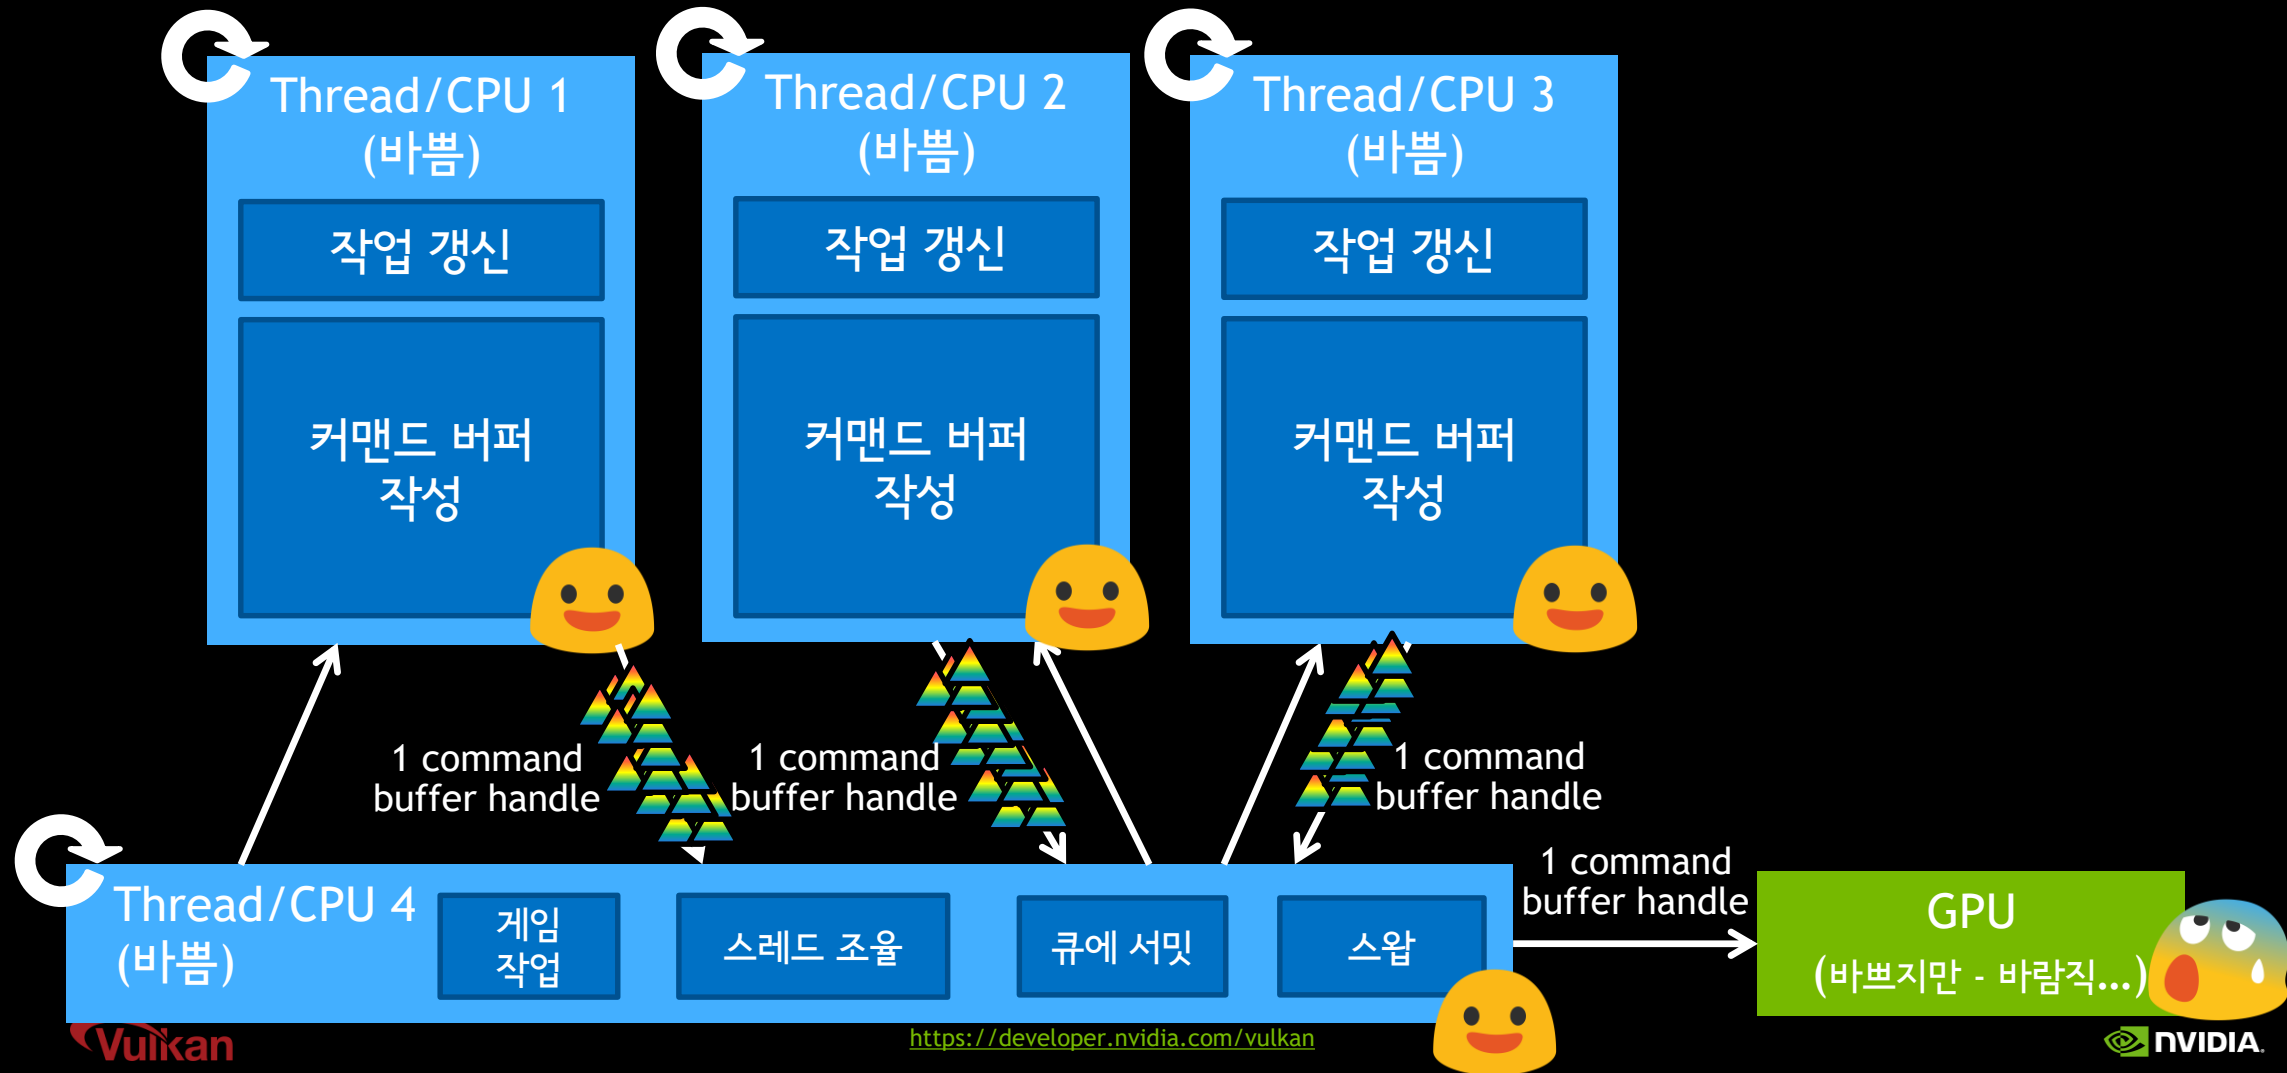 Thread/CPU 1
(바쁨)
작업 갱신
커맨드 버퍼
작성
Thread/CPU 2
(바쁨)
작업 갱신
커맨드 버퍼
작성
Thread/CPU 3
(바쁨)
작업 갱신
커맨드 버퍼
작성
1 command
buffer handle
1 command
buffer handle
1 command
buffer handle
Thread/CPU 4
(바쁨)
게임
작업
스레드 조율
큐에 서밋
스왑
1 command
buffer handle
GPU
(바쁘지만 - 바람직...)
Vulkan
https://developer.nvidia.com/vulkan
NVIDIA.